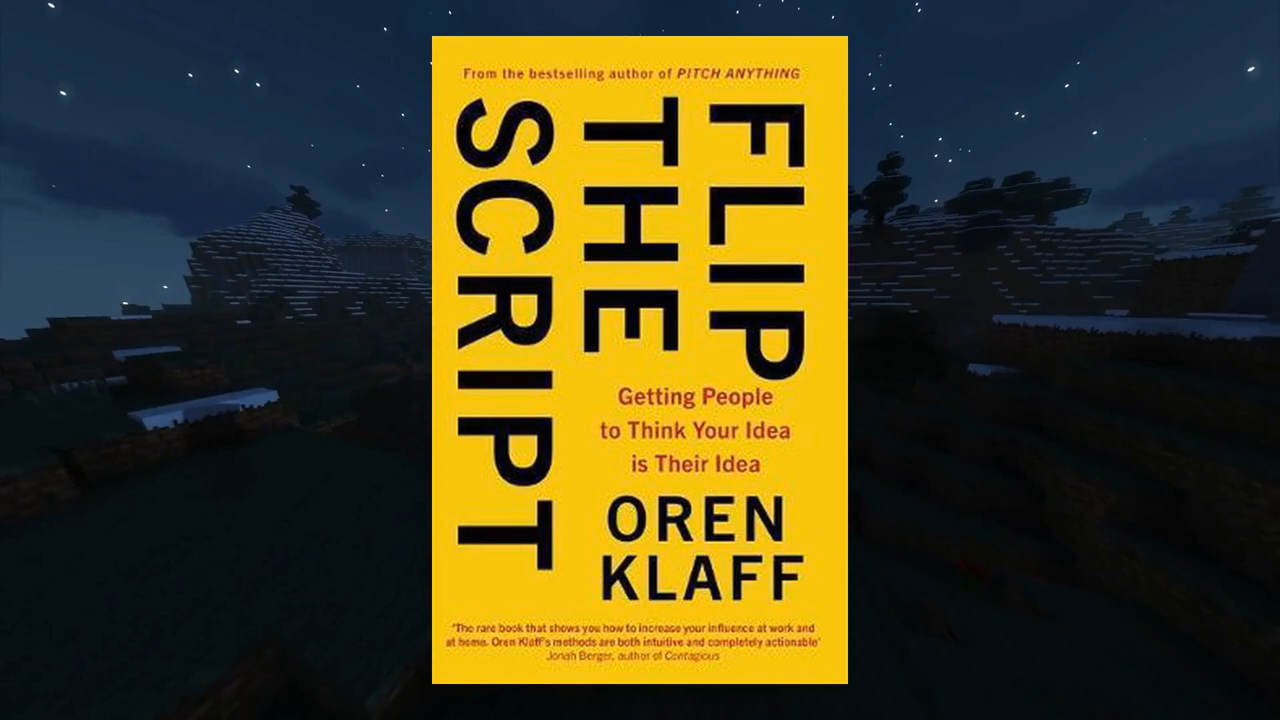 From the bestselling author of PITCH ANYTHING
FLIP
THE
SCRIPT
Getting People
to Think Your Idea
is Their Idea
OREN
KLAFF
'The rare book that shows you how to increase your influence at work and
at home. Oren Klaff's methods are both intuitive and completely actionable'
Jonah Berger, author of Contagious